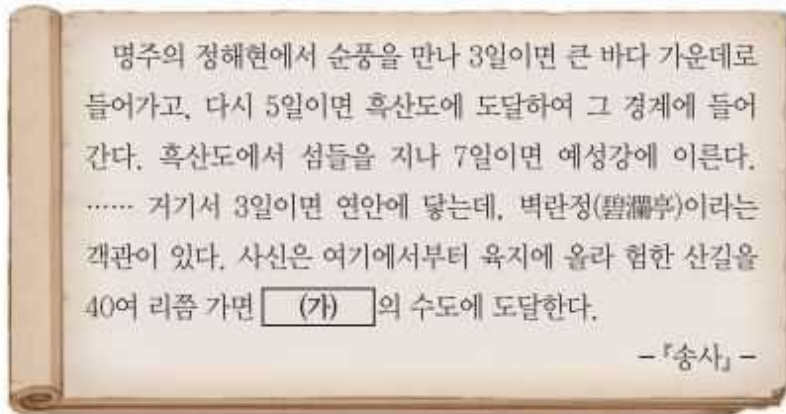 명주의 정해현에서 순풍을 만나 3일이면 큰 바다 가운데로
들어가고, 다시 5일이면 흑산도에 도달하여 그 경계에 들어
간다. 흑산도에서 섬들을 지나 7일이면 예성강에 이른다.
…… 거기서 3일이면 연안에 닿는데, 벽란정(碧瀾亭)이라는
객관이 있다. 사신은 여기에서부터 육지에 올라 험한 산길을
40여 리쯤 가면 (가) 의 수도에 도달한다.
-『송사』-